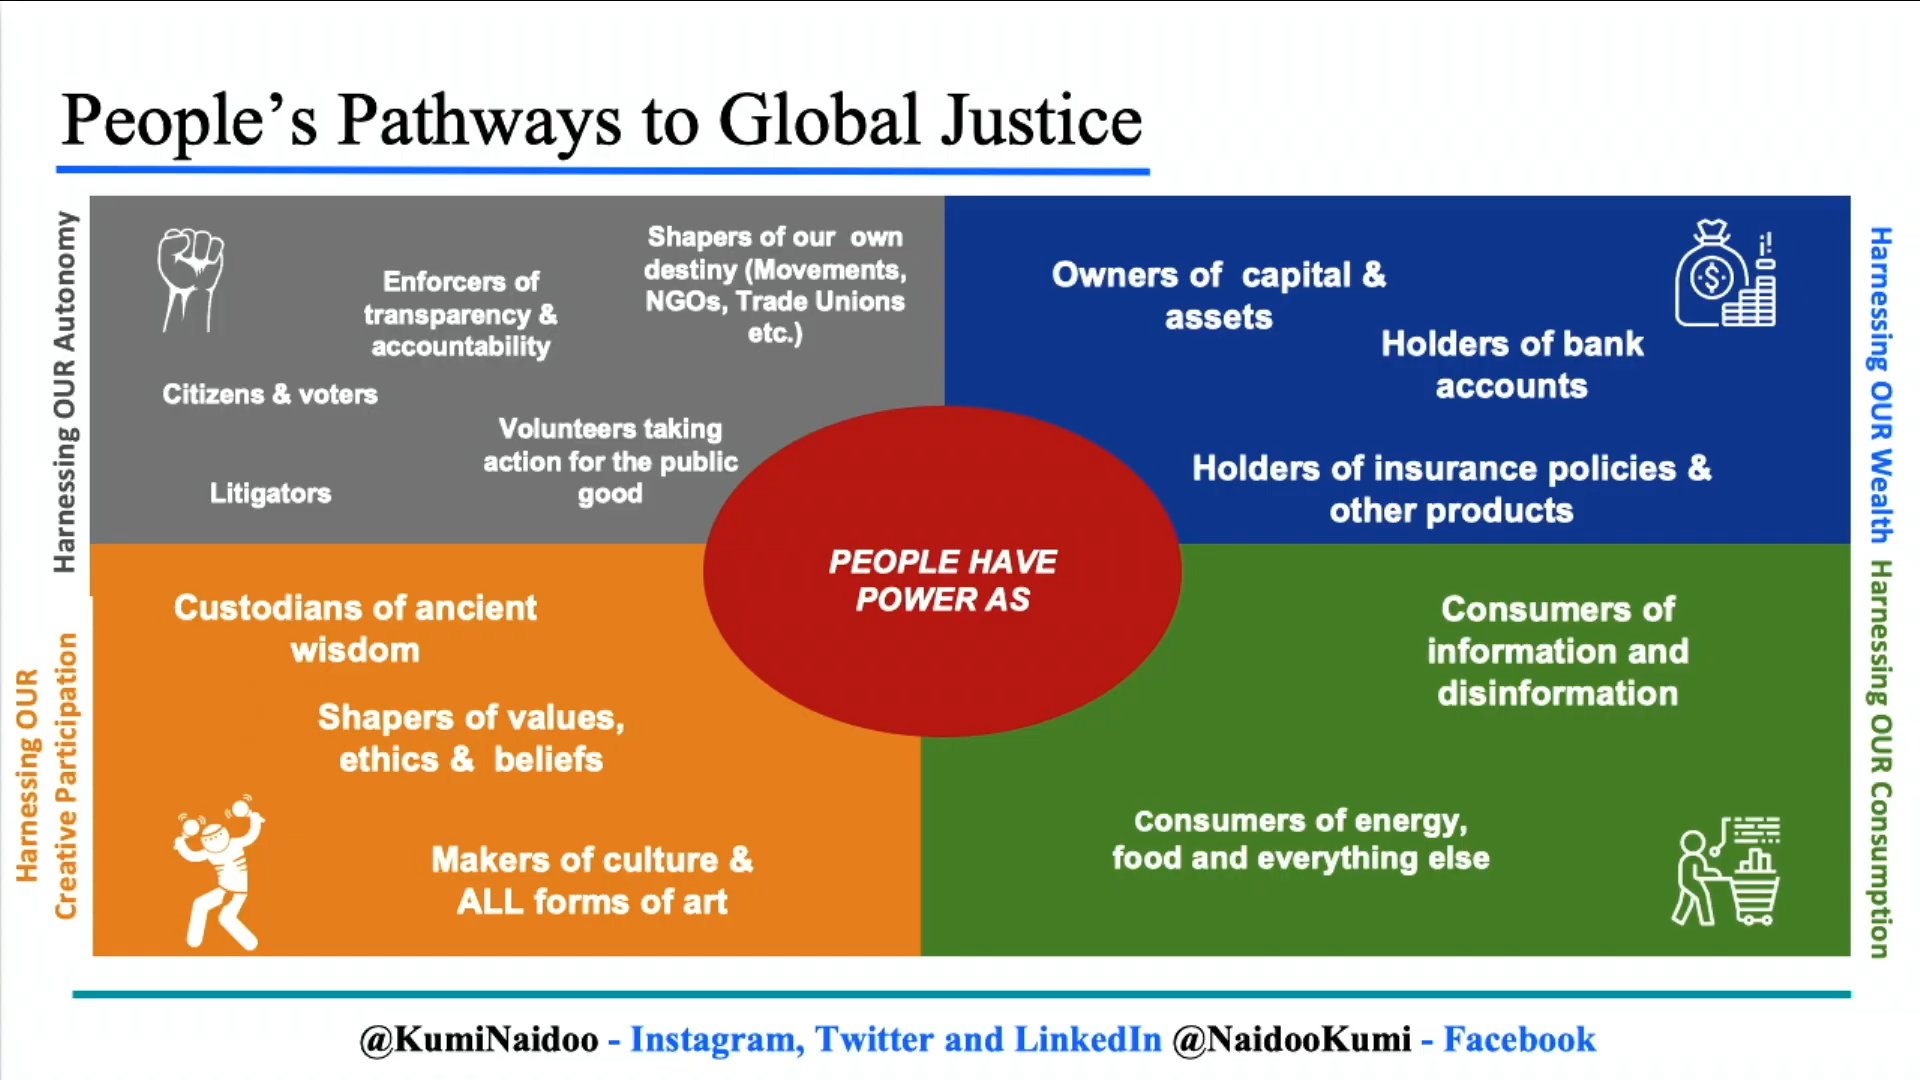 People’s Pathways to Global Justice
Harnessing OUR Autonomy
Enforcers of
transparency &
accountability
Shapers of our own
destiny (Movements,
NGOs, Trade Unions
etc.)
Citizens & voters
Volunteers taking
action for the public
good
Litigators
Owners of capital &
assets
Holders of bank
accounts
Holders of insurance policies &
other products
Harnessing OUR Wealth
PEOPLE HAVE
POWER AS
Harnessing OUR
Creative Participation
Custodians of ancient
wisdom
Shapers of values,
ethics & beliefs
Makers of culture &
ALL forms of art
Consumers of
information and
disinformation
Consumers of energy,
food and everything else
Harnessing OUR Consumption
@KumiNaidoo - Instagram, Twitter and LinkedIn @NaidooKumi - Facebook